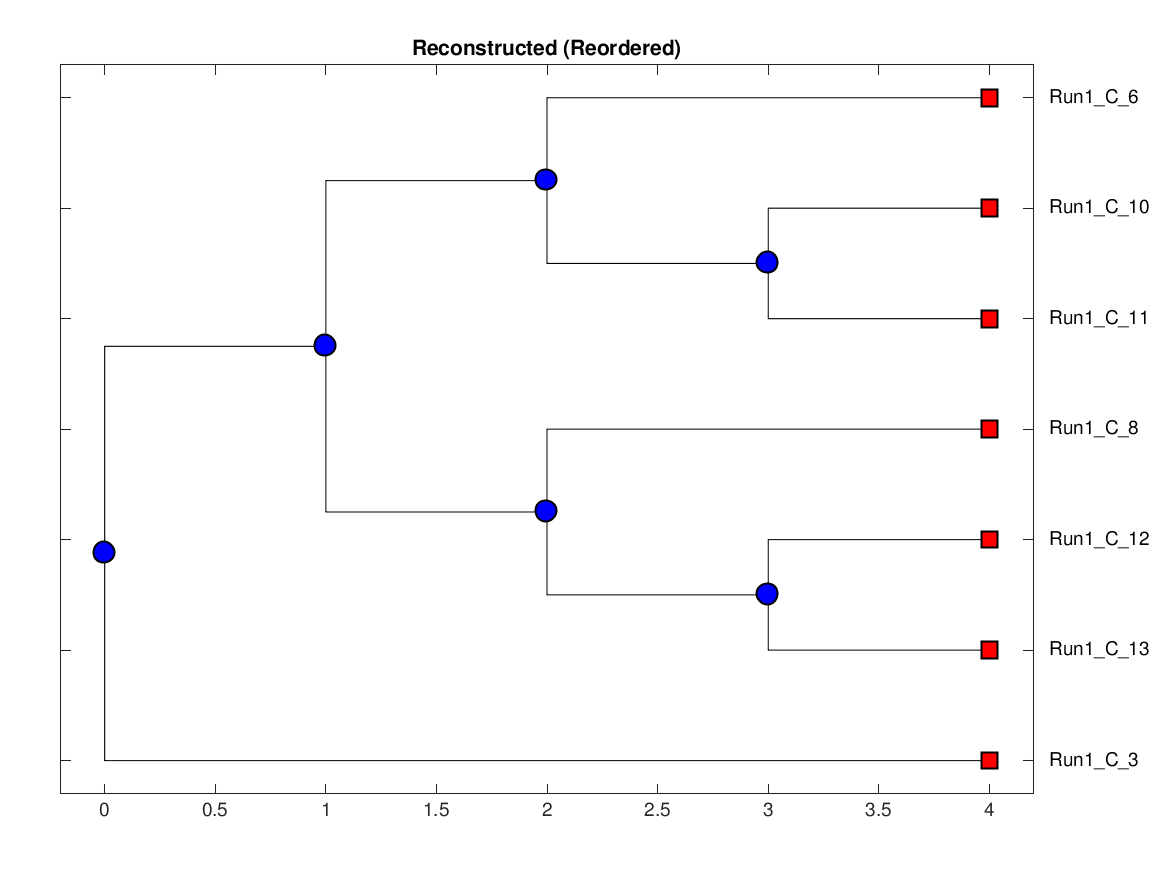 Reconstructed (Reordered)
Run1_C_6
Run1_C_10
Run1_C_11
Run1_C_8
Run1_C_12
Run1_C_13
Run1_C_3
0 0.5 1 1.5 2 2.5 3 3.5 4